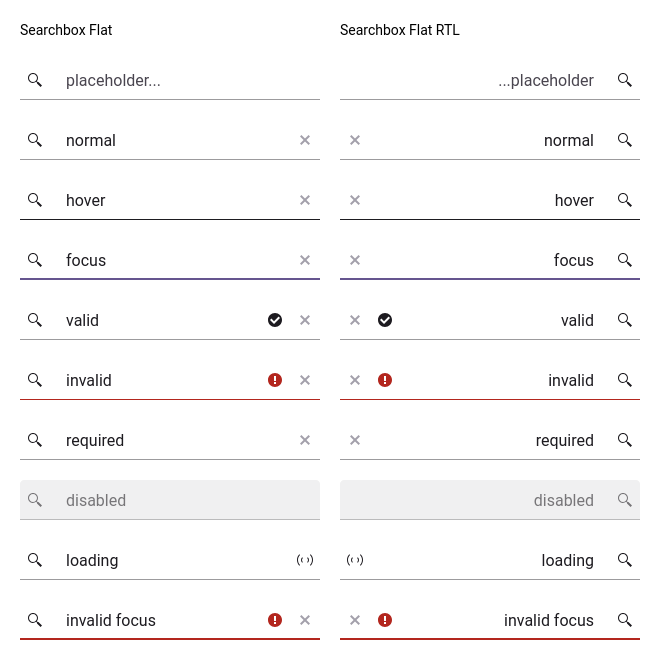 Searchbox Flat
placeholder...
normal
hover
focus
valid
invalid
required
disabled
loading
invalid focus
Searchbox Flat RTL
...placeholder
normal
hover
focus
valid
invalid
required
disabled
loading
invalid focus